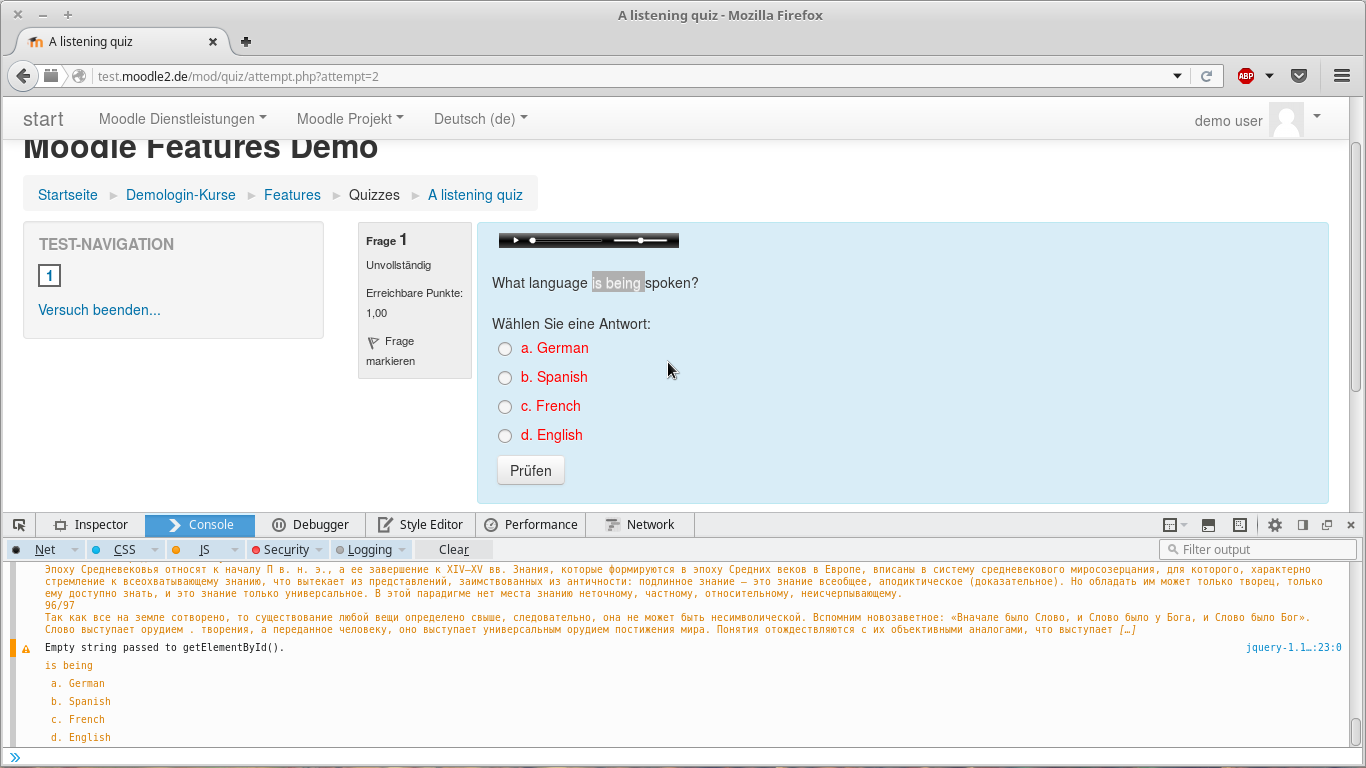 A listening quiz - Mozilla Firefox
A listening quiz
test.moodle2.de/mod/quiz/attempt.php?attempt=2
ABP
start Moodle Dienstleistungen Moodle Projekt Deutsch (de) demo user
Moodle Features Demo
Startseite ► Demologin-Kurse ► Features ► Quizzes ► A listening quiz
TEST-NAVIGATION
1
Versuch beenden...
Frage 1
Unvollständig
Erreichbare Punkte:
1,00
Frage
markieren
What language is being spoken?
Wählen Sie eine Antwort:
a. German
b. Spanish
c. French
d. English
Prüfen
Inspector Console Debugger Style Editor Performance Network
Net CSS JS Security Logging Clear Filter output
Эпоху Средневековья относят к началу П в. н. э., а ее завершение к XIV—XV вв. Знания, которые формируются в эпоху Средних веков в Европе, вписаны в систему средневекового миросозерцания, для которого, характерно
стремление к всеохватывающему знанию, что вытекает из представлений, заимствованных из античности: подлинное знание — это знание всеобщее, аподиктическое (доказательное). Но обладать им может только творец, только
ему доступно знать, и это знание только универсальное. В этой парадигме нет места знанию неточному, частному, относительному, неисчерпывающему.
96/97
Так как все на земле сотворено, то существование любой вещи определено свыше, следовательно, она не может быть несимволической. Вспомним новозаветное: «Вначале было Слово, и Слово было у Бога, и Слово было Бог».
Слово выступает орудием . творения, а переданное человеку, оно выступает универсальным орудием постижения мира. Понятия отождествляются с их объективными аналогами, что выступает […]
Empty string passed to getElementById(). jquery-1.1…:23:0
is being
a. German
b. Spanish
c. French
d. English